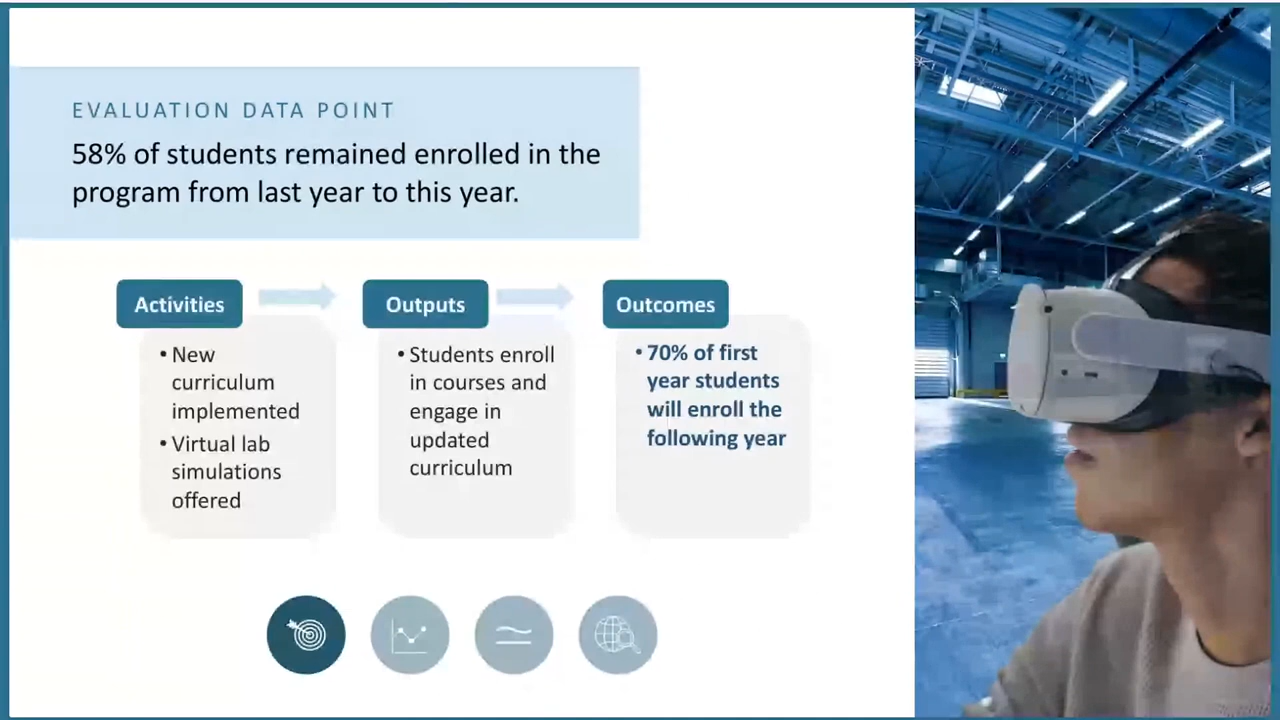 EVALUATION DATA POINT
58% of students remained enrolled in the
program from last year to this year.
Activities
• New
curriculum
implemented
• Virtual lab
simulations
offered
Outputs
• Students enroll
in courses and
engage in
updated
curriculum
Outcomes
• 70% of first
year students
will enroll the
following year